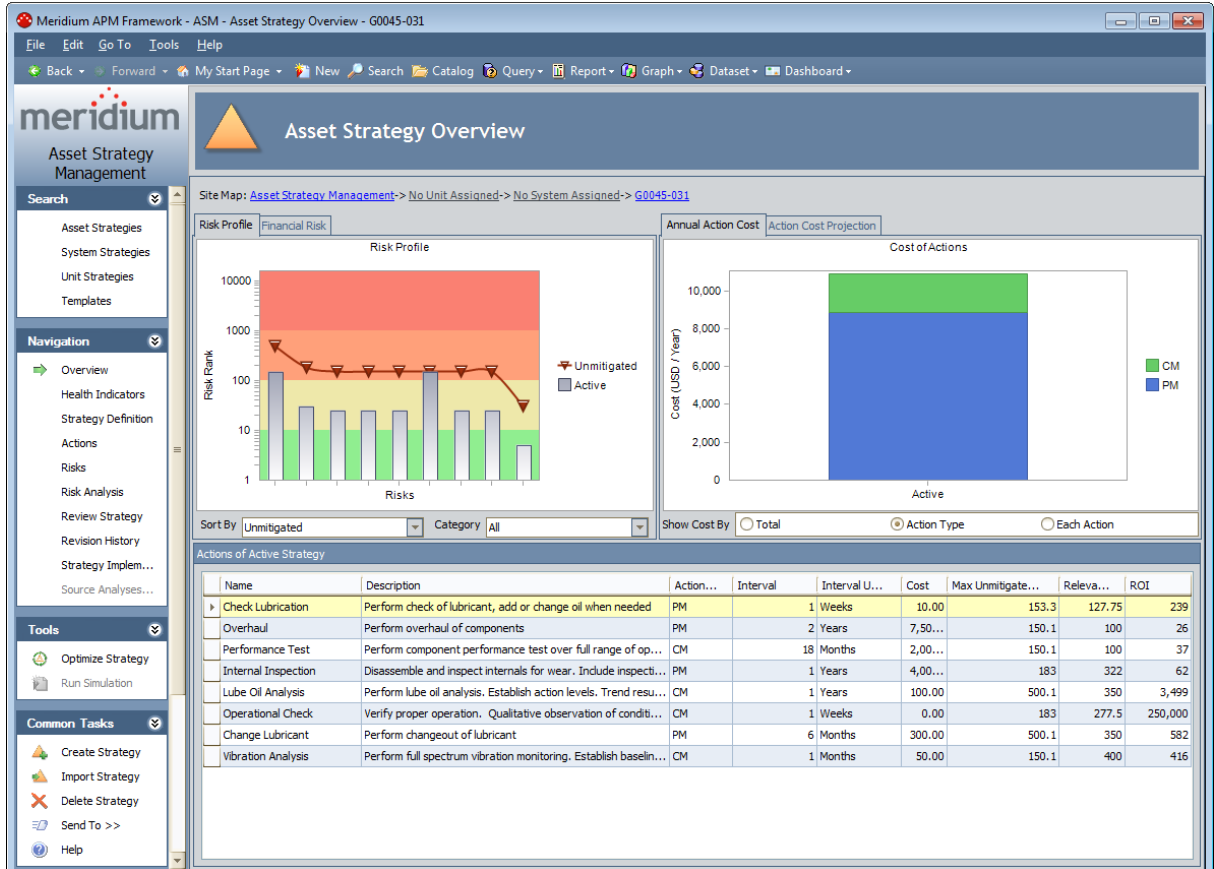 Meridium APM Framework - ASM - Asset Strategy Overview - G0045-031
File Edit Go To Tools Help
Back Forward My Start Page New Search Catalog Query Report Graph Dataset Dashboard
meridium
Asset Strategy
Management
Search
Asset Strategies
System Strategies
Unit Strategies
Templates
Navigation
Overview
Health Indicators
Strategy Definition
Actions
Risks
Risk Analysis
Review Strategy
Revision History
Strategy Implem...
Source Analyses...
Tools
Optimize Strategy
Run Simulation
Common Tasks
Create Strategy
Import Strategy
Delete Strategy
Send To >>
Help
Asset Strategy Overview
Site Map: Asset Strategy Management-> No Unit Assigned-> No System Assigned-> G0045-031
Risk Profile Financial Risk
Risk Profile
Risk Rank
10000
1000
100
10
1
Risks
Unmitigated
Active
Sort By Unmitigated Category All
Annual Action Cost Action Cost Projection
Cost of Actions
Cost (USD / Year)
10,000
8,000
6,000
4,000
2,000
0
Active
CM
PM
Show Cost By Total Action Type Each Action
Actions of Active Strategy
Name Description Action... Interval Interval U... Cost Max Unmitigate... Releva... ROI
Check Lubrication Perform check of lubricant, add or change oil when needed PM 1 Weeks 10.00 153.3 127.75 239
Overhaul Perform overhaul of components PM 2 Years 7,50... 150.1 100 26
Performance Test Perform component performance test over full range of op... CM 18 Months 2,00... 150.1 100 37
Internal Inspection Disassemble and inspect internals for wear. Include inspecti... PM 1 Years 4,00... 183 322 62
Lube Oil Analysis Perform lube oil analysis. Establish action levels. Trend resu... CM 1 Years 100.00 500.1 350 3,499
Operational Check Verify proper operation. Qualitative observation of conditi... CM 1 Weeks 0.00 183 277.5 250,000
Change Lubricant Perform changeout of lubricant PM 6 Months 300.00 500.1 350 582
Vibration Analysis Perform full spectrum vibration monitoring. Establish baselin... CM 1 Months 50.00 150.1 400 416